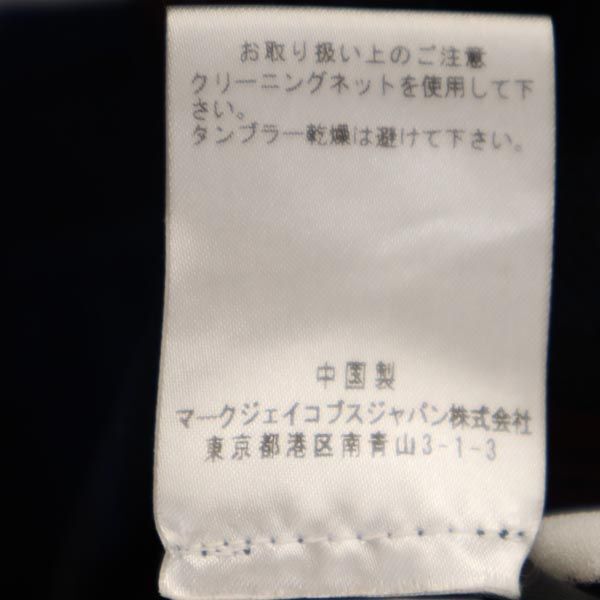 お取り扱い上のご注意
クリーニングネットを使用して下
さい。
タンブラー乾燥は避けて下さい。
中国製
マークジェイコブスジャパン株式会社
東京都港区南青山3-1-3